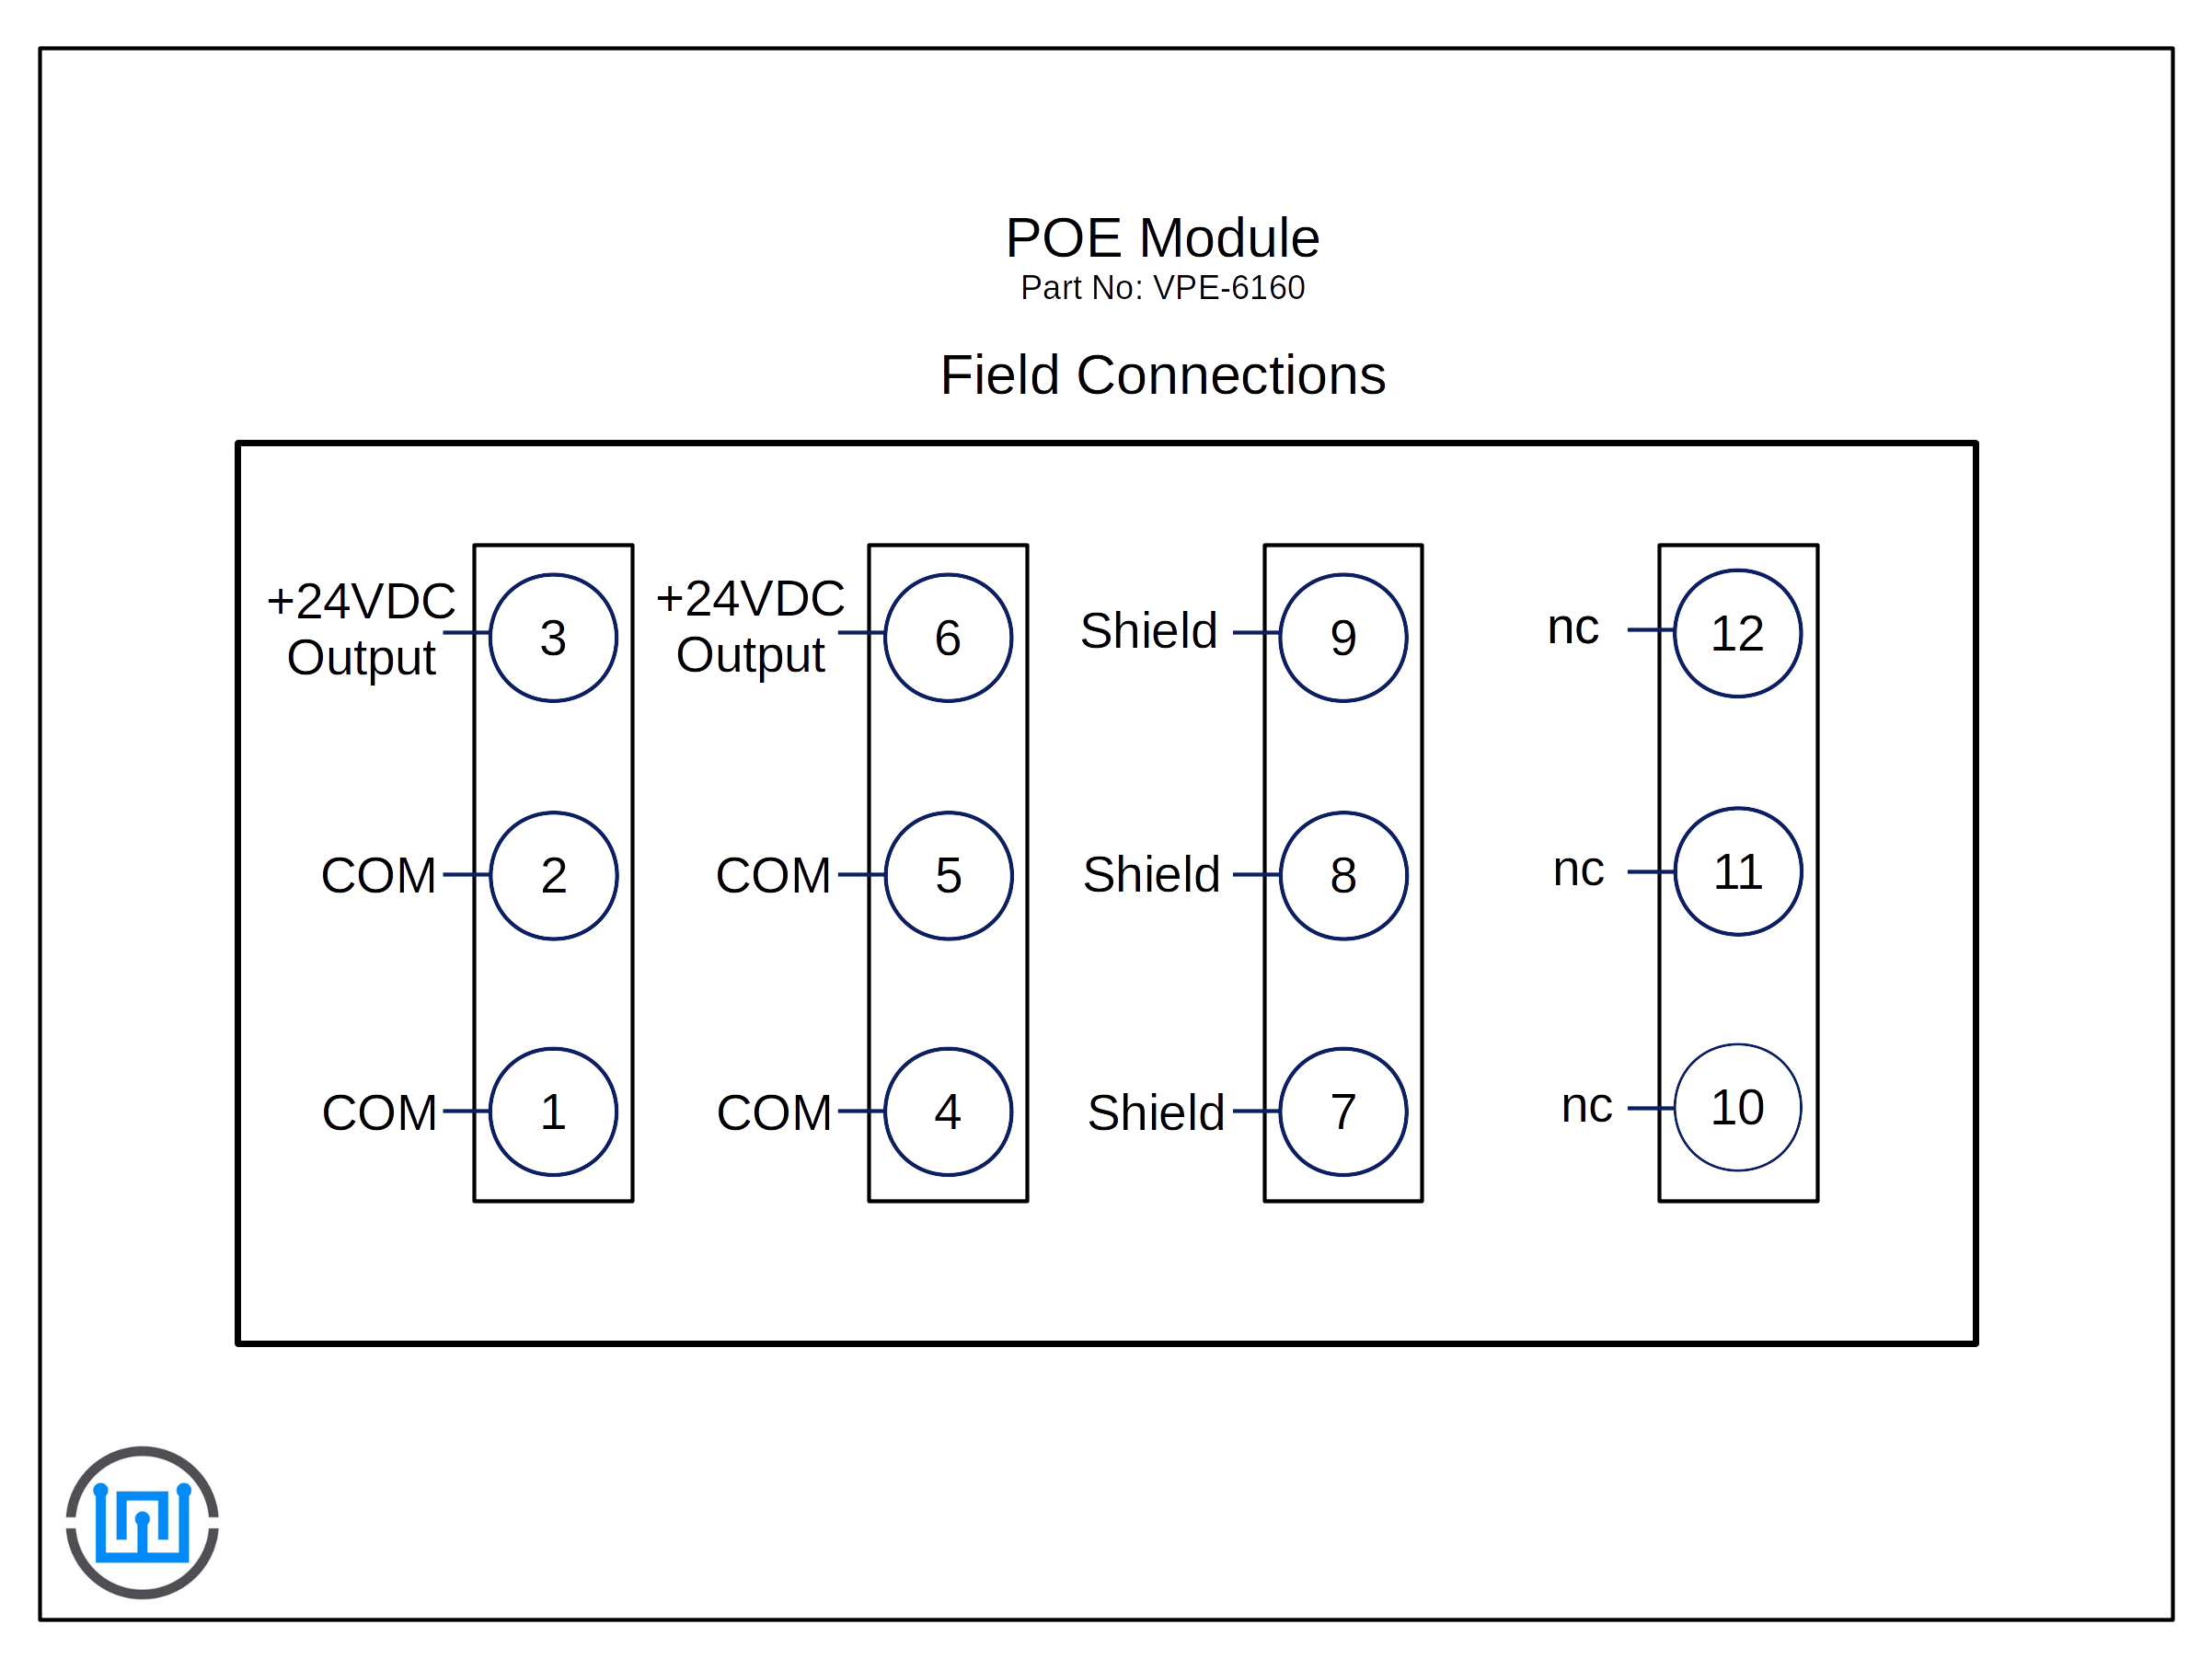 POE Module
Part No: VPE-6160
Field Connections
+24VDC
Output
3
+24VDC
Output
6
Shield
9
nc
12
COM
2
COM
5
Shield
8
nc
11
COM
1
COM
4
Shield
7
nc
10